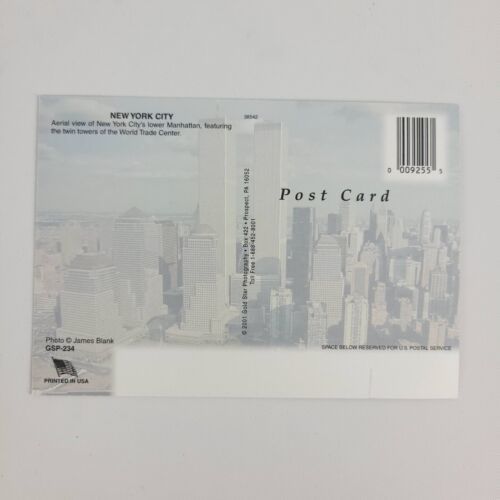 NEW YORK CITY
Aerial view of New York City's lower Manhattan, featuring
the twin towers of the World Trade Center.
38542
0 009255 5
Post Card
© 2001 Gold Star Photography • Box 422 • Prospect, PA 16052
Toll Free 1-888-452-8001
Photo © James Blank
GSP-234
PRINTED IN USA
SPACE BELOW RESERVED FOR U.S. POSTAL SERVICE